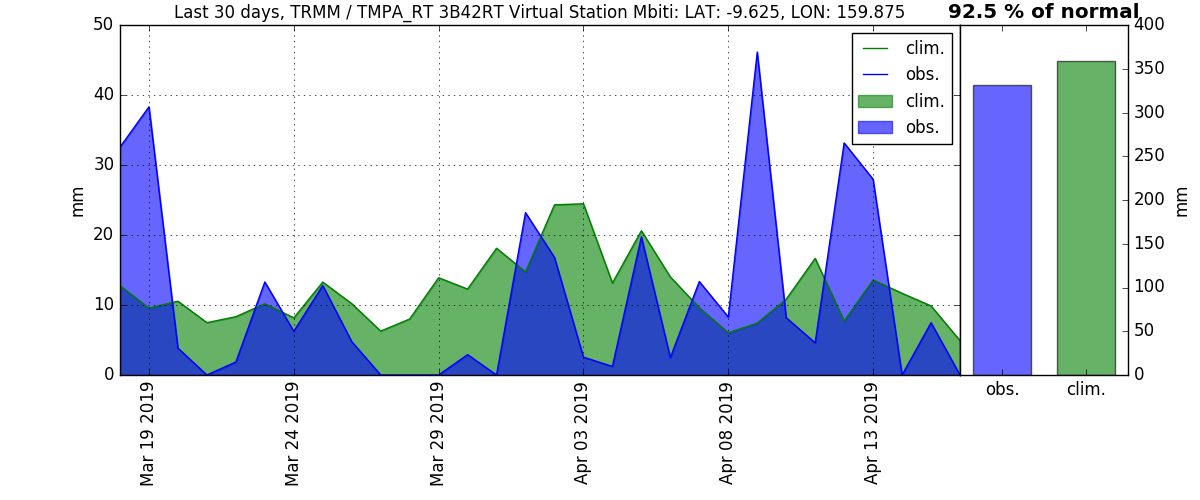 Last 30 days, TRMM / TMPA_RT 3B42RT Virtual Station Mbiti: LAT: -9.625, LON: 159.875
92.5 % of normal
50
40
30
20
10
0
mm
clim.
obs.
clim.
obs.
400
350
300
250
200
150
100
50
0
mm
Mar 19 2019
Mar 24 2019
Mar 29 2019
Apr 03 2019
Apr 08 2019
Apr 13 2019
obs.
clim.